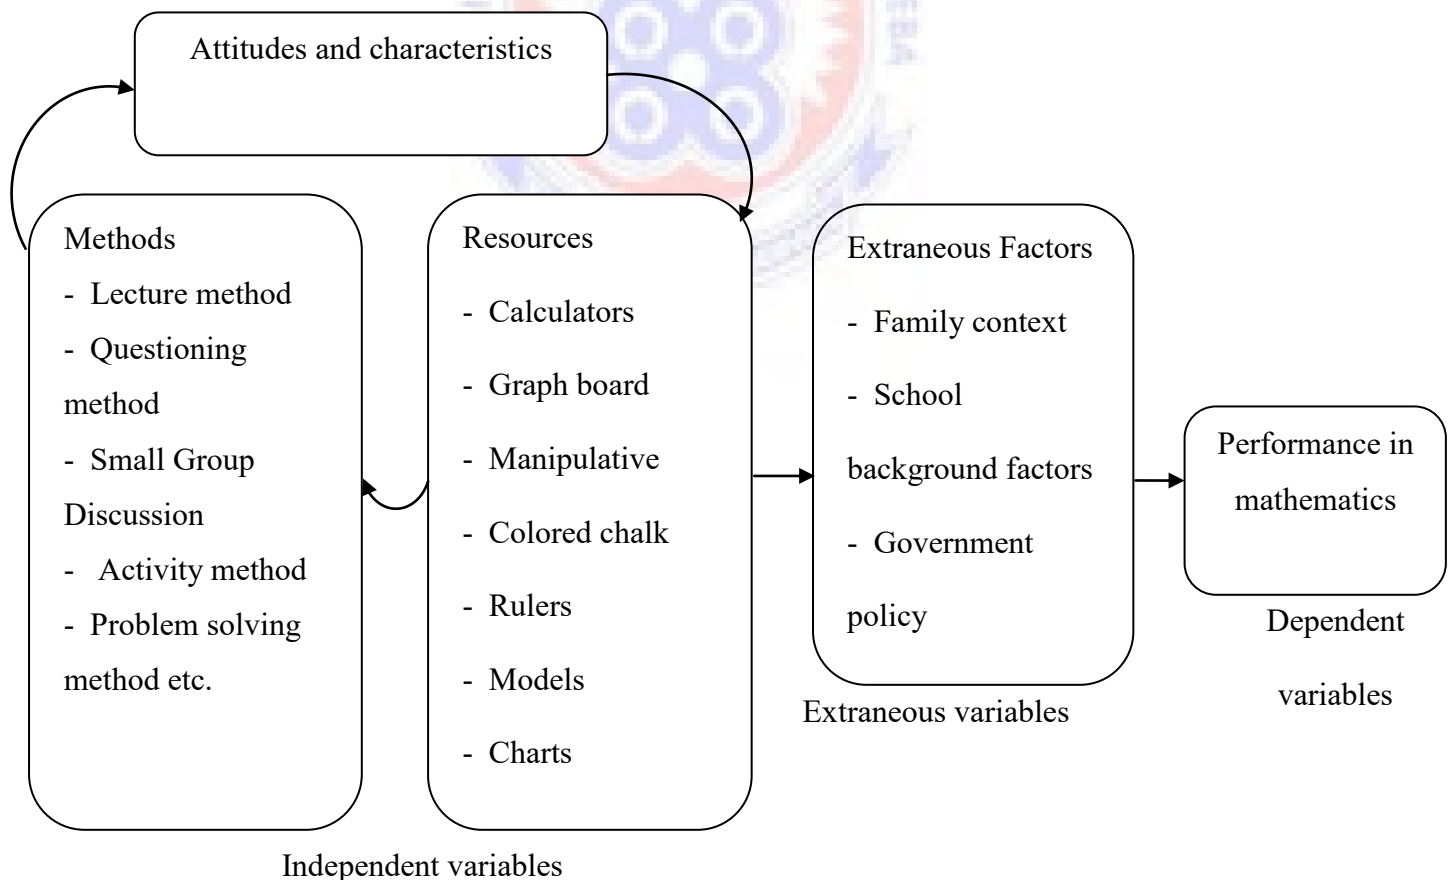 Attitudes and characteristics
Methods
- Lecture method
- Questioning
method
- Small Group
Discussion
- Activity method
- Problem solving
method etc.
Resources
- Calculators
- Graph board
- Manipulative
- Colored chalk
- Rulers
- Models
- Charts
Independent variables
Extraneous Factors
- Family context
- School
background factors
- Government
policy
Extraneous variables
Performance in
mathematics
Dependent
variables